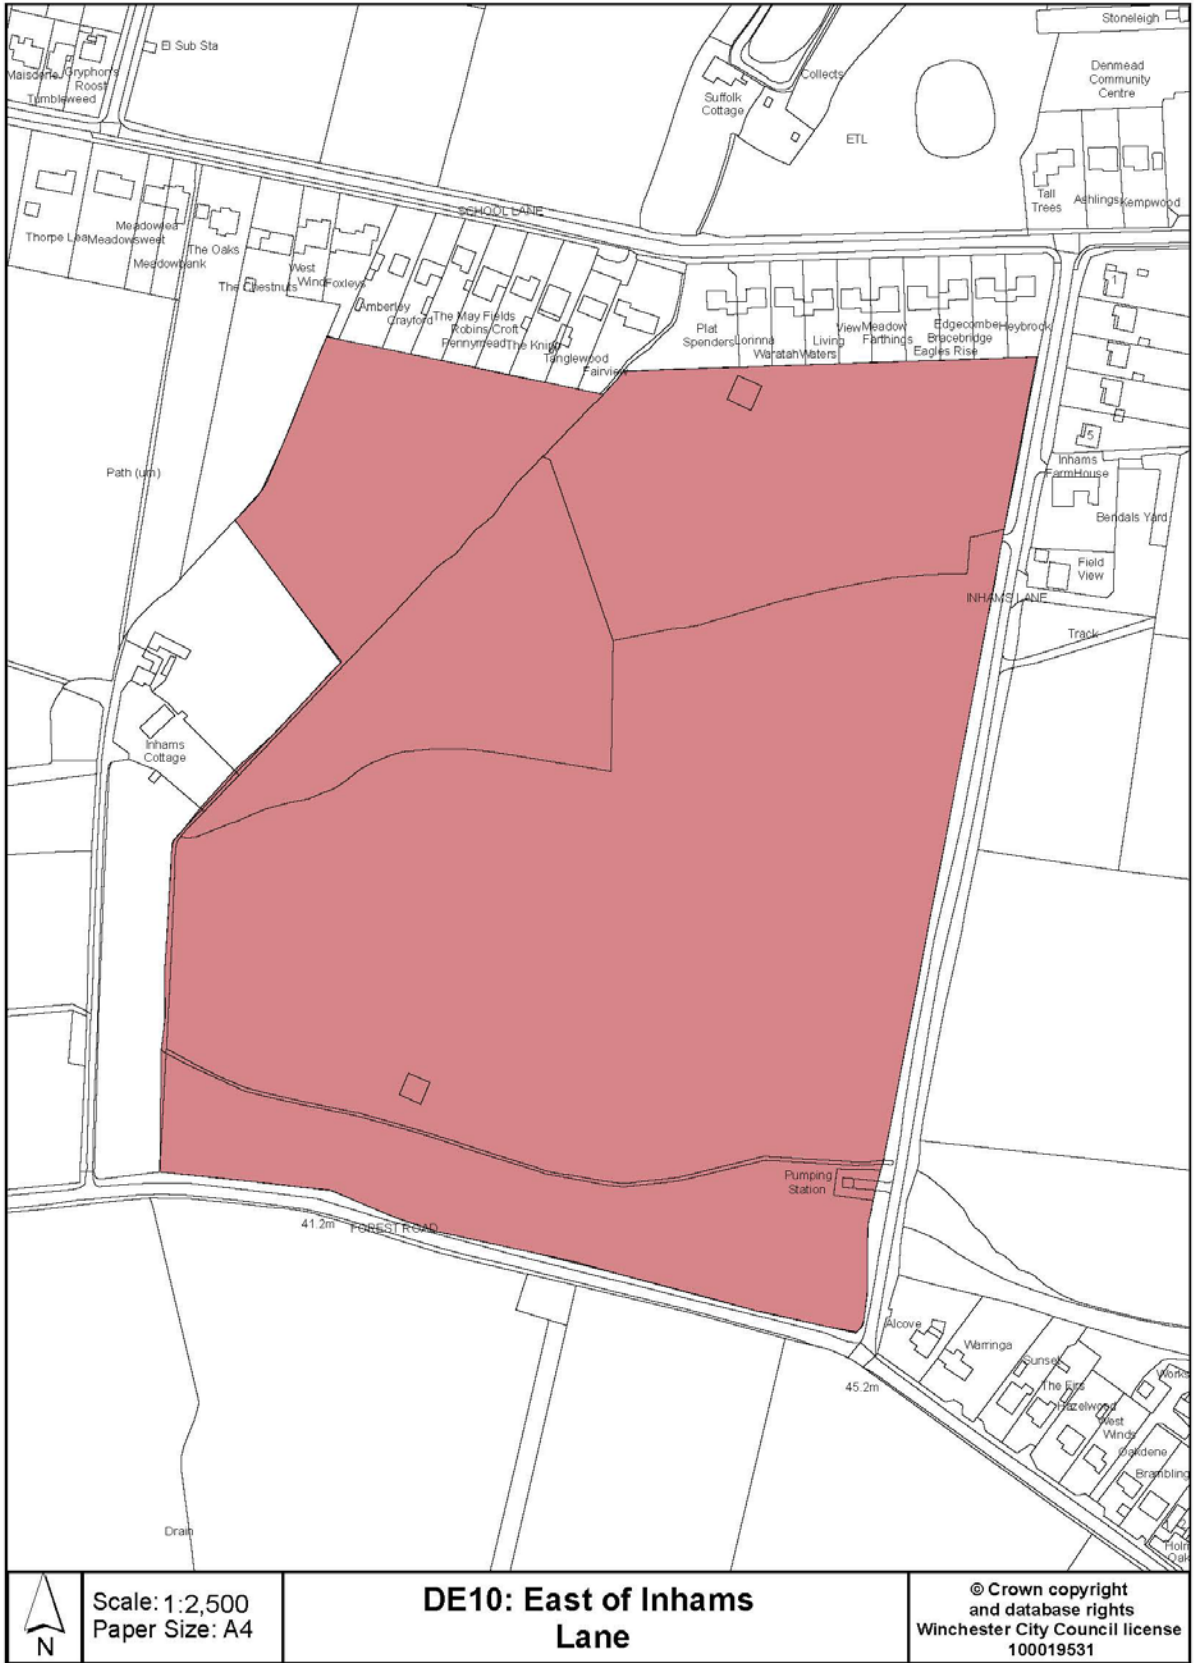 Stoneleigh
El Sub Sta
Gryphon's
Roost
Tumbleweed
Denmead
Community
Centre
Collects
Suffolk
Cottage
ETL
Tall
Trees
Ashlings
Kempwood
SCHOOL LANE
Thorpe Lea
Meadowsweet
Meadowlea
Meadowbank
The Oaks
The Chestnuts
West
Wind
Foxleys
Amberley
Crayford
The May Fields
Robins Croft
Pennymead
The Knipp
Tanglewood
Fairview
Plat
Spenders
Lorinna
Waratah
Living
Waters
View
Meadow
Farthings
Edgecombe
Bracebridge
Eagles Rise
Heybrook
1
5
Inhams
FarmHouse
Bendals Yard
Path (um)
Field
View
INHAMS LANE
Track
Inhams
Cottage
Pumping
Station
41.2m
FOREST ROAD
Alcove
Warringa
Sunset
The Firs
Hazelwood
West
Winds
Oakdene
Brambling
Works
Holm
Oak
45.2m
Drain
N
Scale: 1:2,500
Paper Size: A4
DE10: East of Inhams
Lane
© Crown copyright
and database rights
Winchester City Council license
100019531